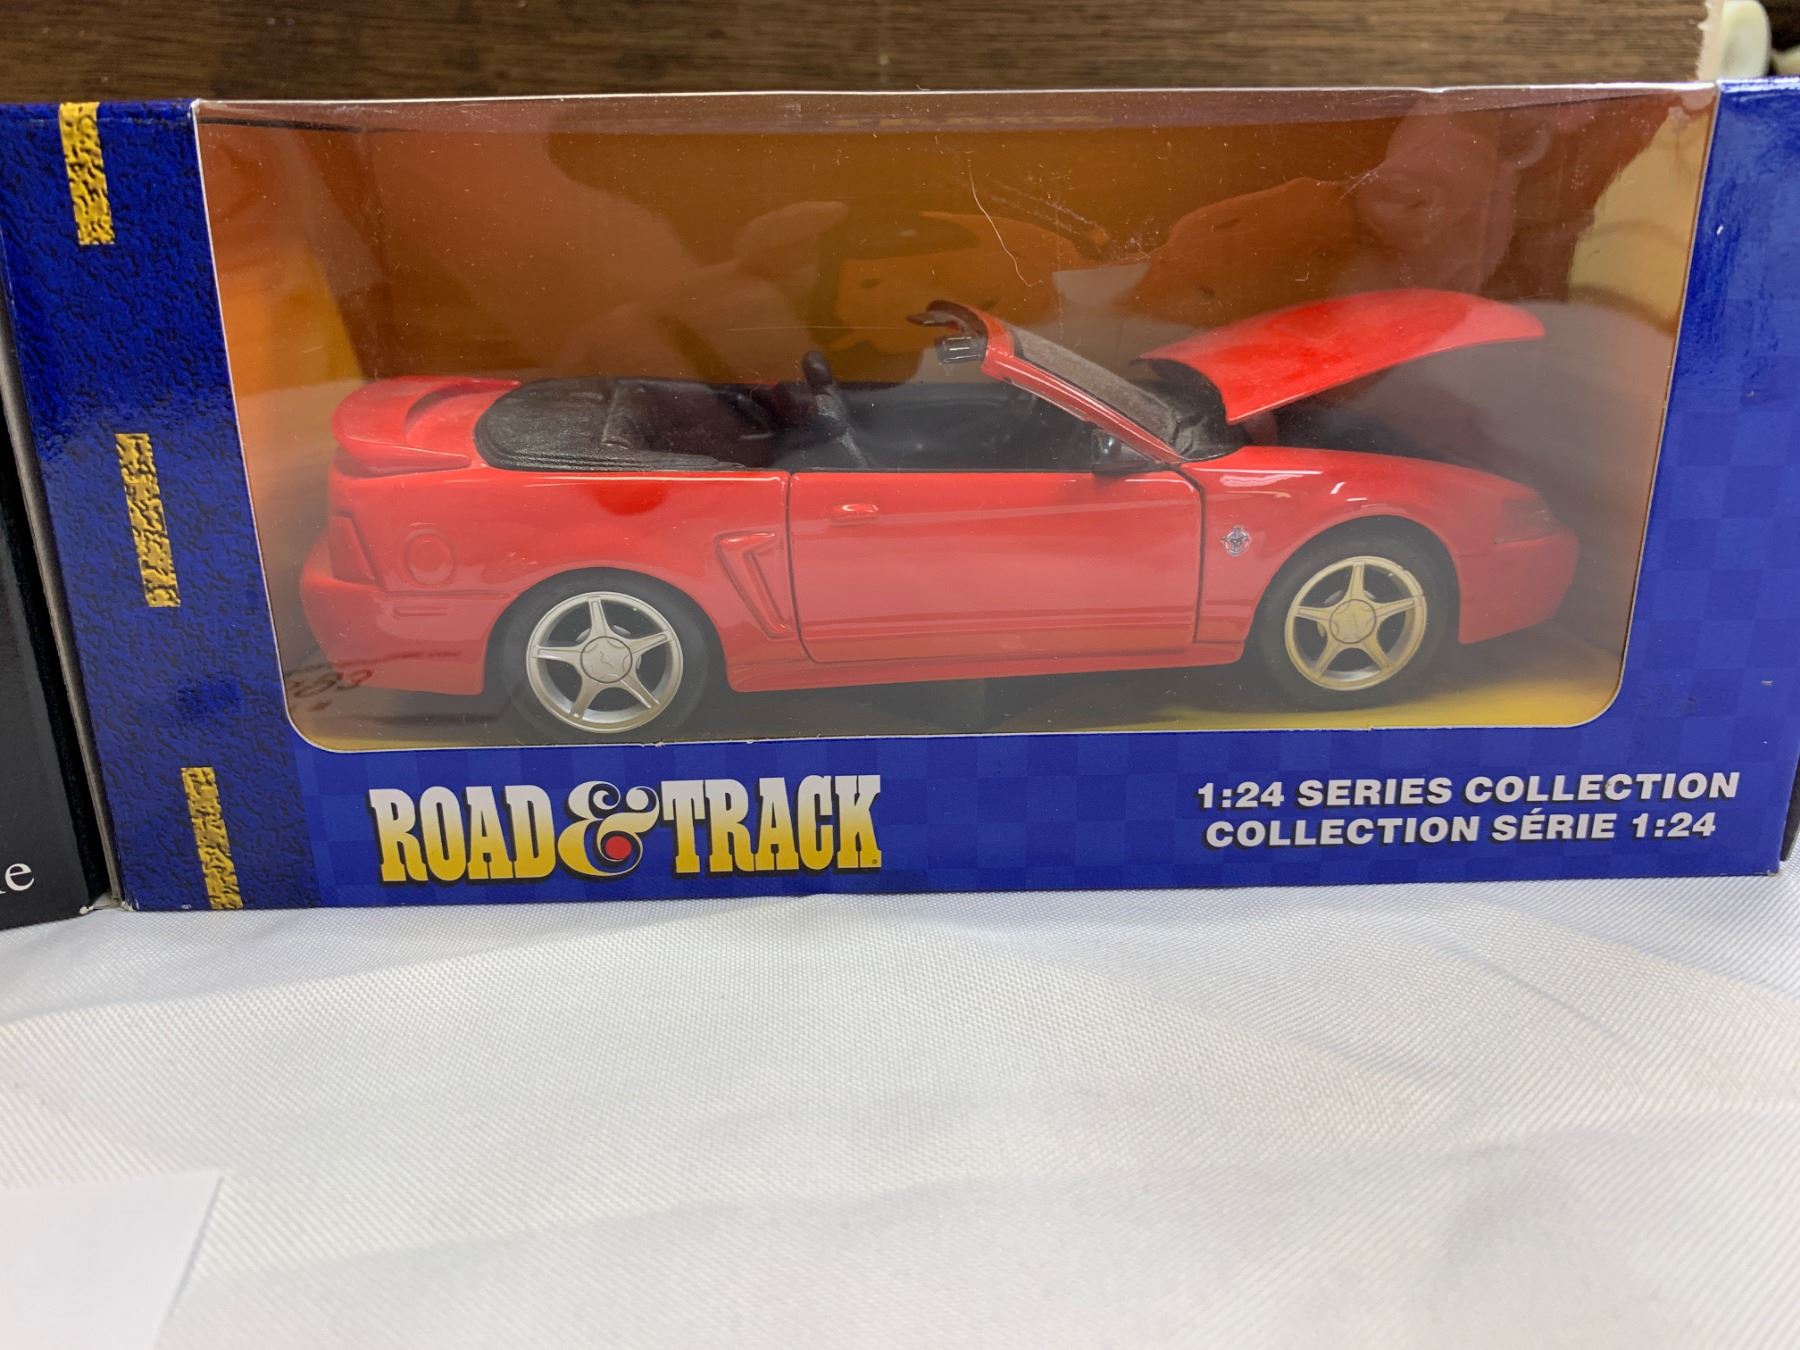 ROAD & TRACK
1:24 SERIES COLLECTION
COLLECTION SÉRIE 1:24